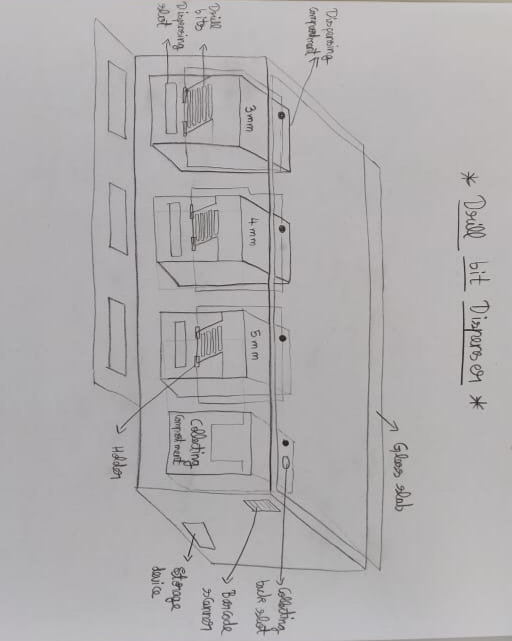 * Drill bit Dispenser *
Glass slab
Dispensing
compartment
Collecting
back slot
3mm
4mm
5mm
Barcode
scanner
Drill
bits
Collecting
Compartment
Dispensing
slot
Storage
device
Holder